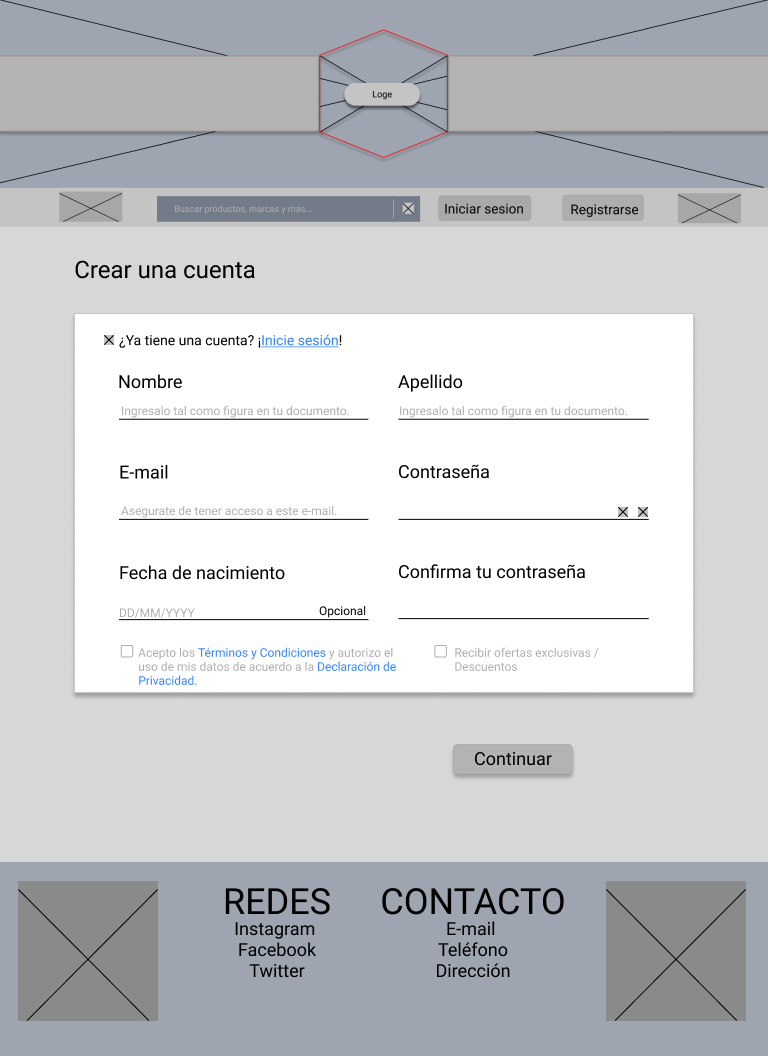 Loge
Buscar productos, marcas y más...
Iniciar sesion
Registrarse
Crear una cuenta
¿Ya tiene una cuenta? ¡Inicie sesión!
Nombre
Apellido
Ingresalo tal como figura en tu documento.
Ingresalo tal como figura en tu documento.
E-mail
Contraseña
Asegurate de tener acceso a este e-mail.
Fecha de nacimiento
Confirma tu contraseña
DD/MM/YYYY
Opcional
Acepto los Términos y Condiciones y autorizo el
uso de mis datos de acuerdo a la Declaración de
Privacidad.
Recibir ofertas exclusivas /
Descuentos
Continuar
REDES
Instagram
Facebook
Twitter
CONTACTO
E-mail
Teléfono
Dirección